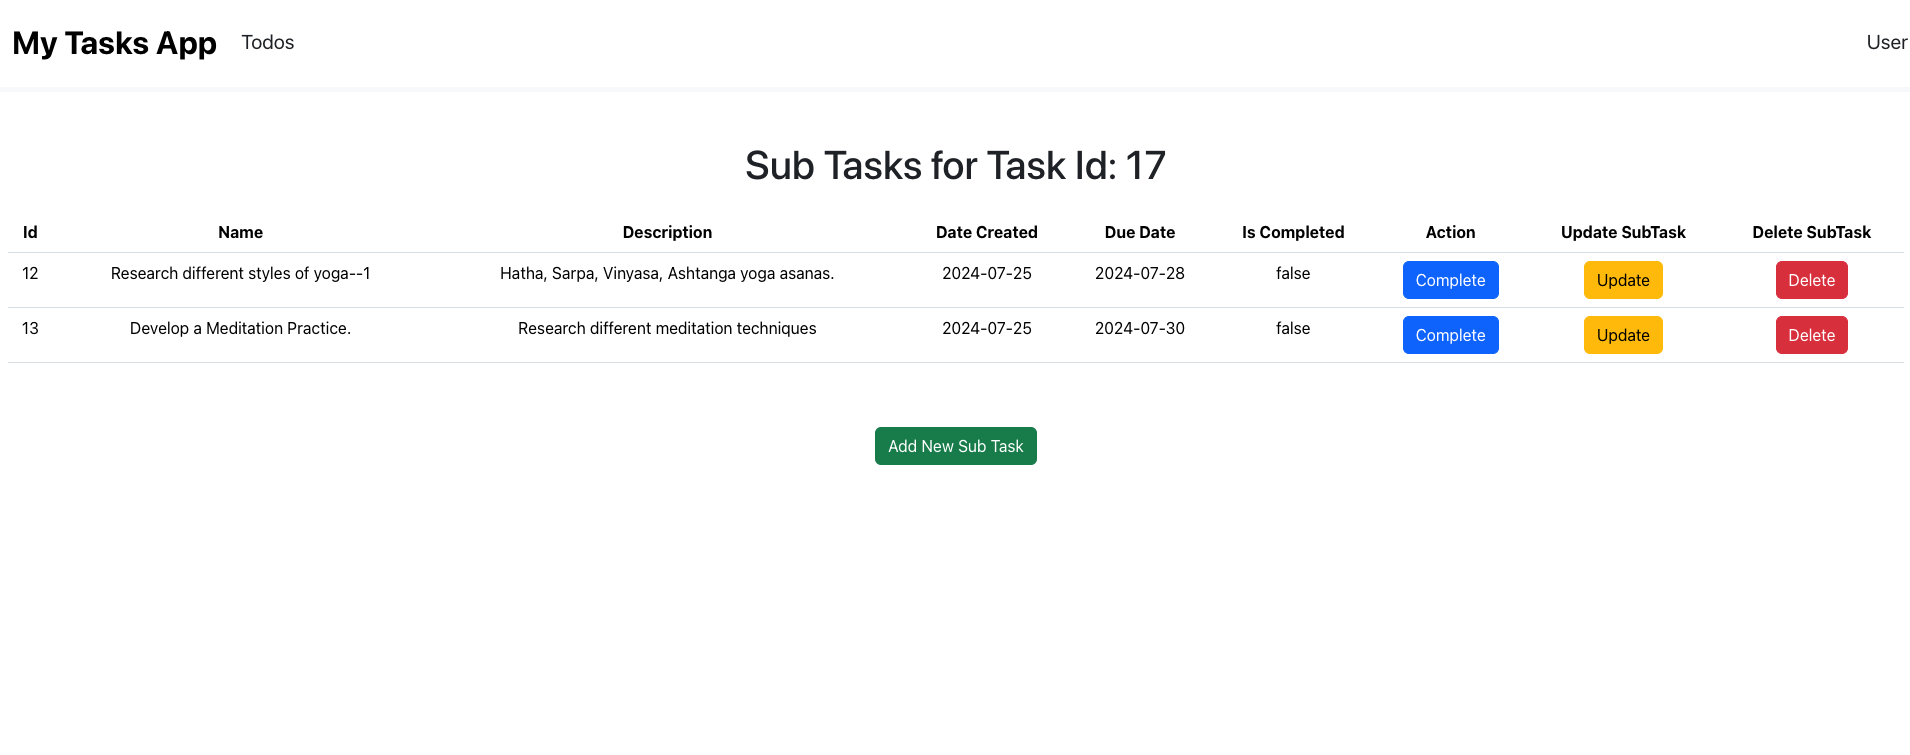 My Tasks App Todos User
Sub Tasks for Task Id: 17
Id Name Description Date Created Due Date Is Completed Action Update SubTask Delete SubTask
12 Research different styles of yoga--1 Hatha, Sarpa, Vinyasa, Ashtanga yoga asanas. 2024-07-25 2024-07-28 false Complete Update Delete
13 Develop a Meditation Practice. Research different meditation techniques 2024-07-25 2024-07-30 false Complete Update Delete
Add New Sub Task